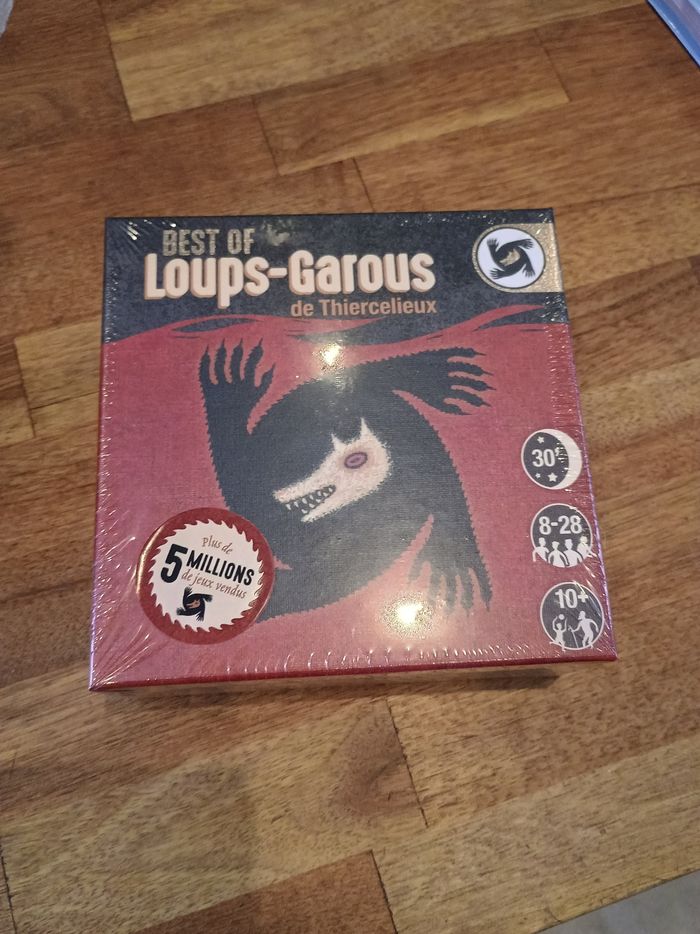 BEST OF
Loups-Garous
de Thiercelieux
30'
8-28
10+
Plus de
5 MILLIONS
de jeux vendus